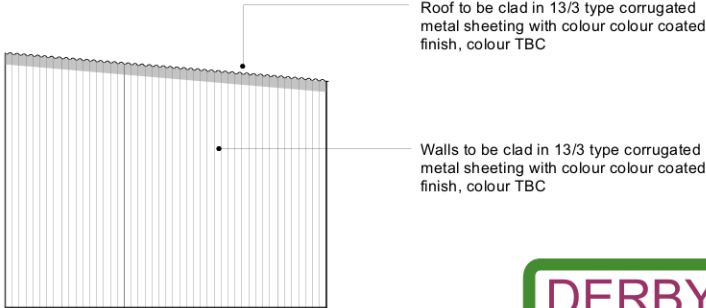 Roof to be clad in 13/3 type corrugated
metal sheeting with colour colour coated
finish, colour TBC
Walls to be clad in 13/3 type corrugated
metal sheeting with colour colour coated
finish, colour TBC
DERBY